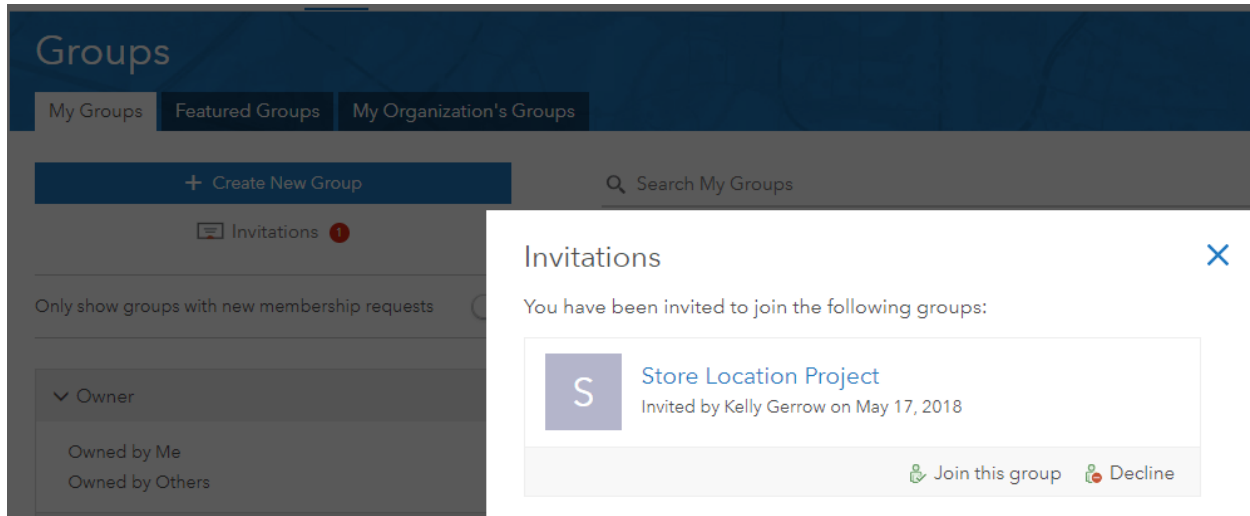 Groups
My Groups Featured Groups My Organization's Groups
+ Create New Group
Search My Groups
Invitations 1
Only show groups with new membership requests
Owner
Owned by Me
Owned by Others
Invitations
You have been invited to join the following groups:
S
Store Location Project
Invited by Kelly Gerrow on May 17, 2018
Join this group Decline